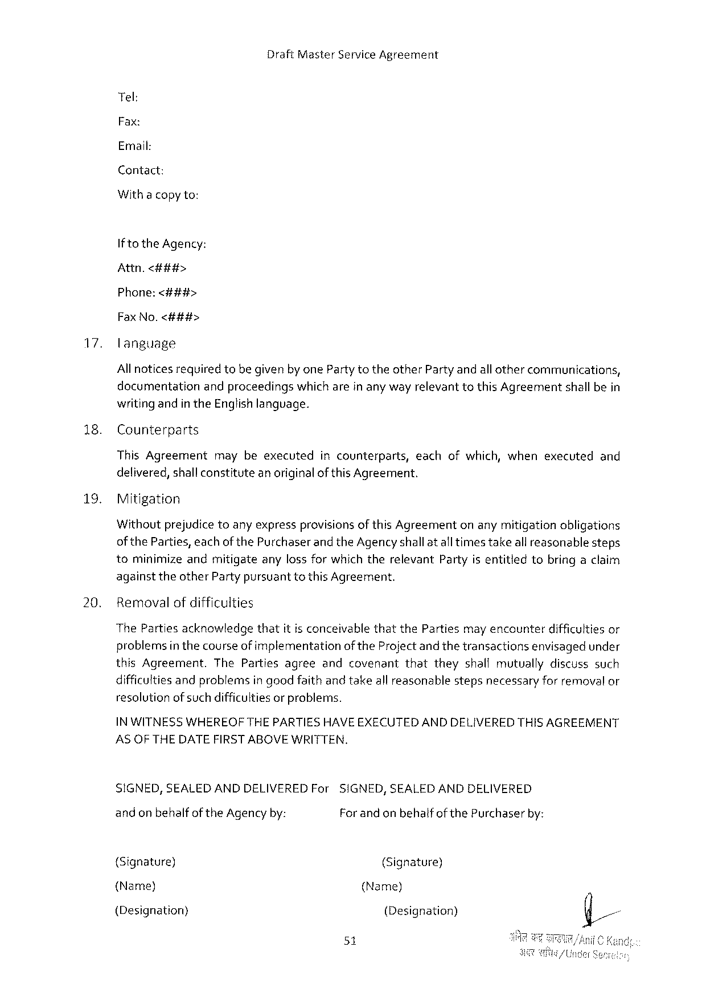 Draft Master Service Agreement
Tel:
Fax:
Email:
Contact:
With a copy to:
If to the Agency:
Attn. <###>
Phone: <###>
Fax No. <###>
17. Language
All notices required to be given by one Party to the other Party and all other communications,
documentation and proceedings which are in any way relevant to this Agreement shall be in
writing and in the English language.
18. Counterparts
This Agreement may be executed in counterparts, each of which, when executed and
delivered, shall constitute an original of this Agreement.
19. Mitigation
Without prejudice to any express provisions of this Agreement on any mitigation obligations
of the Parties, each of the Purchaser and the Agency shall at all times take all reasonable steps
to minimize and mitigate any loss for which the relevant Party is entitled to bring a claim
against the other Party pursuant to this Agreement.
20. Removal of difficulties
The Parties acknowledge that it is conceivable that the Parties may encounter difficulties or
problems in the course of implementation of the Project and the transactions envisaged under
this Agreement. The Parties agree and covenant that they shall mutually discuss such
difficulties and problems in good faith and take all reasonable steps necessary for removal or
resolution of such difficulties or problems.
IN WITNESS WHEREOF THE PARTIES HAVE EXECUTED AND DELIVERED THIS AGREEMENT
AS OF THE DATE FIRST ABOVE WRITTEN.
SIGNED, SEALED AND DELIVERED For SIGNED, SEALED AND DELIVERED
and on behalf of the Agency by: For and on behalf of the Purchaser by:
(Signature) (Signature)
(Name) (Name)
(Designation) (Designation)
51
अनिल चन्द्र /Anil C
अवर सचिव/Under Secretary